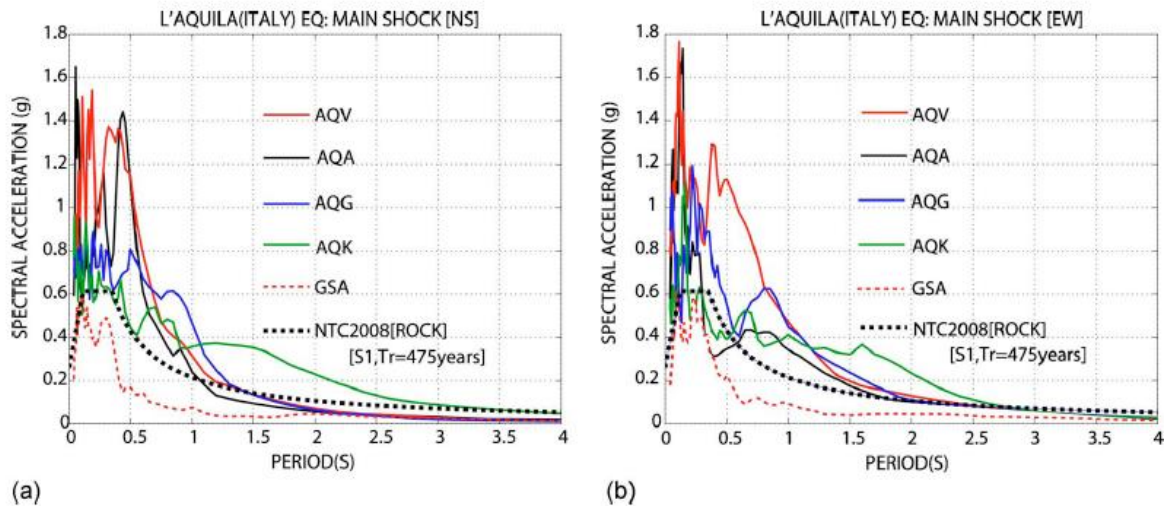 L'AQUILA(ITALY) EQ: MAIN SHOCK [NS]
SPECTRAL ACCELERATION (g)
1.8
1.6
1.4
1.2
1
0.8
0.6
0.4
0.2
0
AQV
AQA
AQG
AQK
GSA
NTC2008[ROCK]
[S1,Tr=475years]
0 0.5 1 1.5 2 2.5 3 3.5 4
PERIOD(S)
(a)
L'AQUILA(ITALY) EQ: MAIN SHOCK [EW]
SPECTRAL ACCELERATION (g)
1.8
1.6
1.4
1.2
1
0.8
0.6
0.4
0.2
0
AQV
AQA
AQG
AQK
GSA
NTC2008[ROCK]
[S1,Tr=475years]
0 0.5 1 1.5 2 2.5 3 3.5 4
PERIOD(S)
(b)